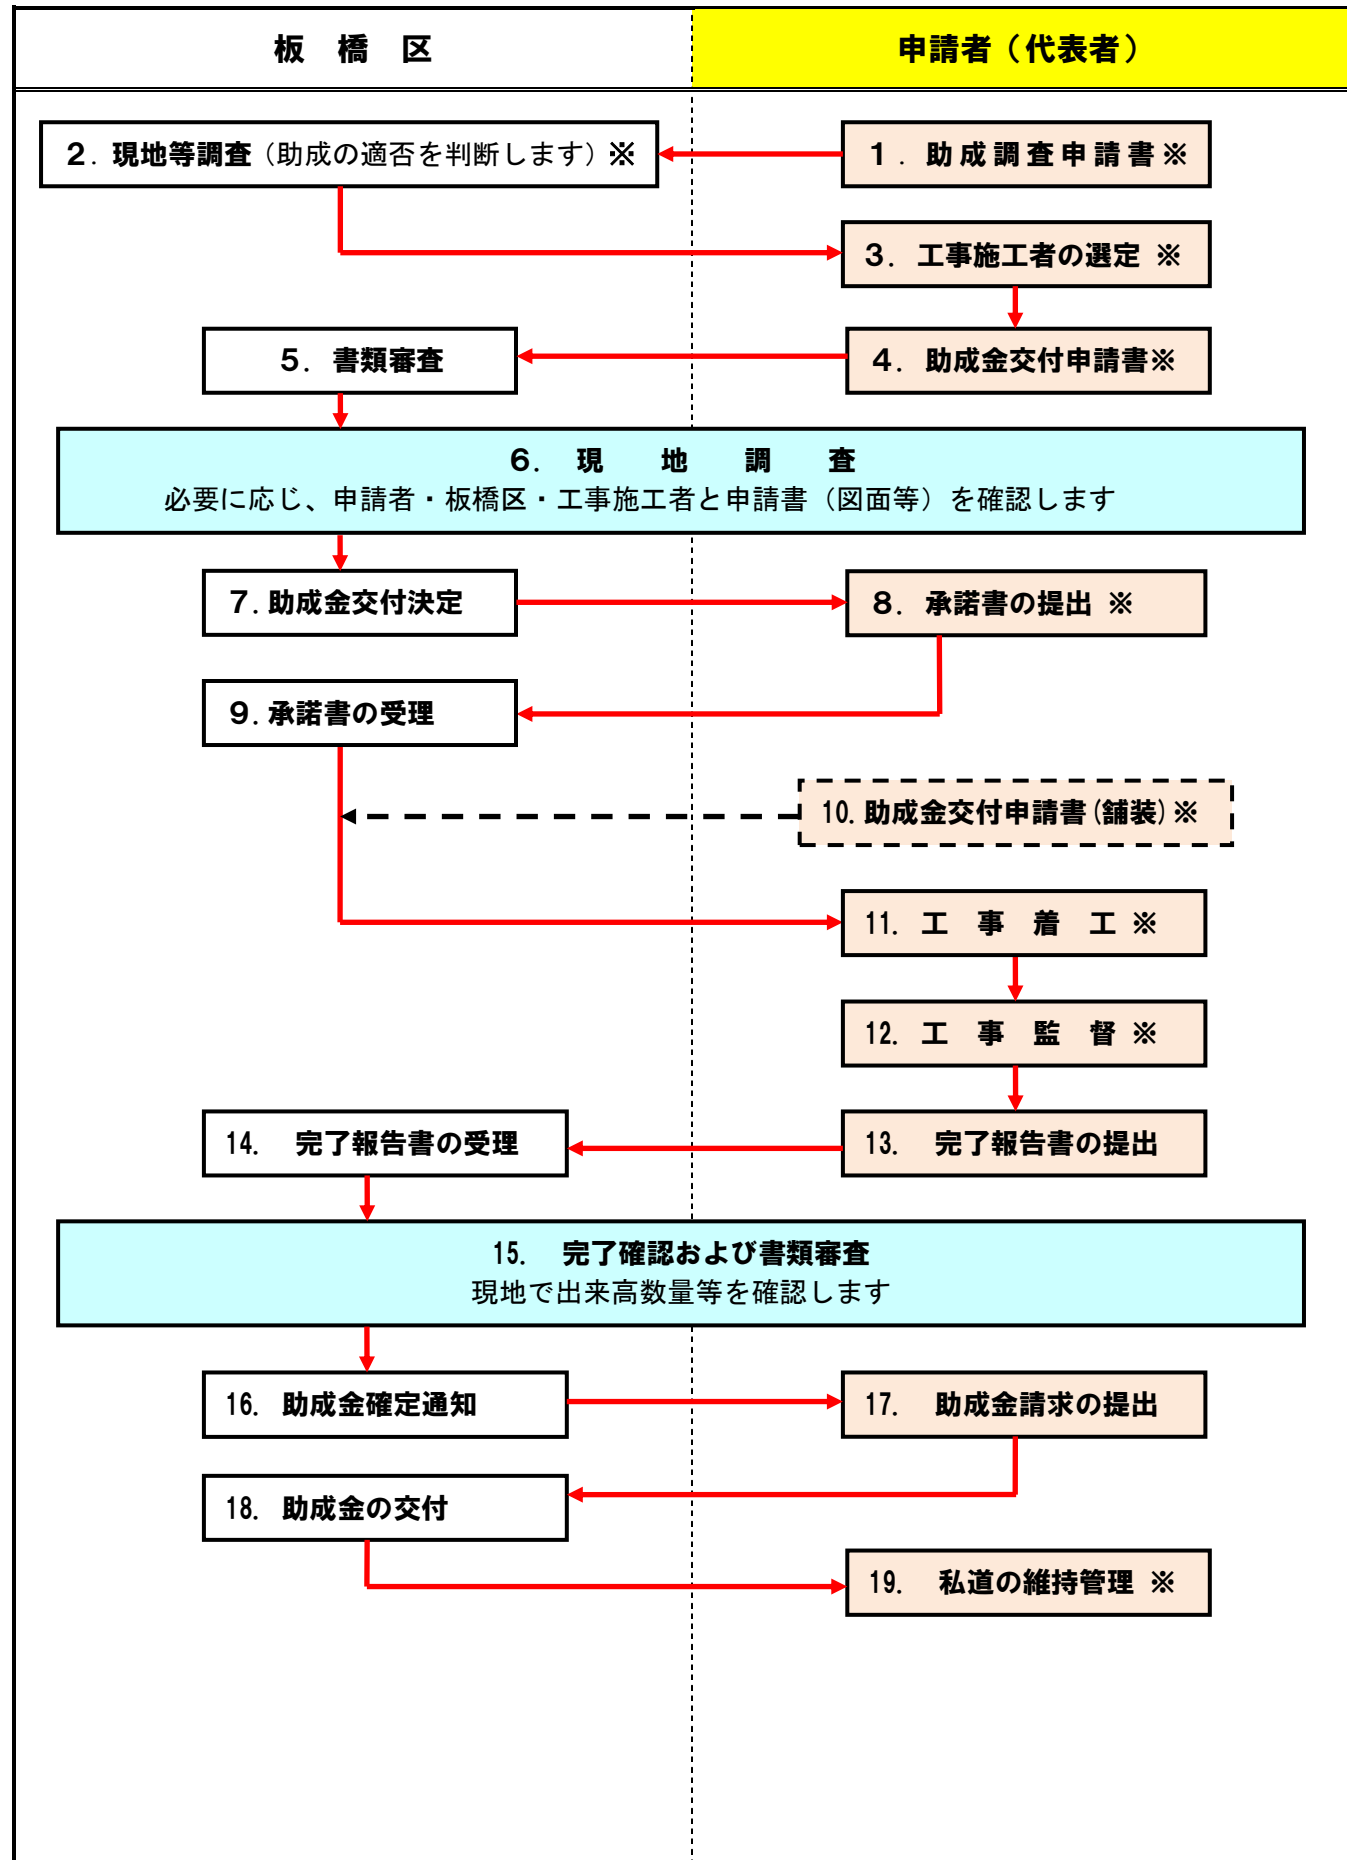 板　橋　区
申請者（代表者）
２．現地等調査（助成の適否を判断します）※
１．助成調査申請書※
３．工事施工者の選定 ※
５．書類審査
４．助成金交付申請書※
６．現　地　調　査
必要に応じ、申請者・板橋区・工事施工者と申請書（図面等）を確認します
７.助成金交付決定
８．承諾書の提出 ※
９.承諾書の受理
10.助成金交付申請書(舗装)※
11. 工　事　着　工 ※
12. 工　事　監　督 ※
14.　完了報告書の受理
13.　完了報告書の提出
15.　完了確認および書類審査
現地で出来高数量等を確認します
16. 助成金確定通知
17.　助成金請求の提出
18. 助成金の交付
19.　私道の維持管理 ※